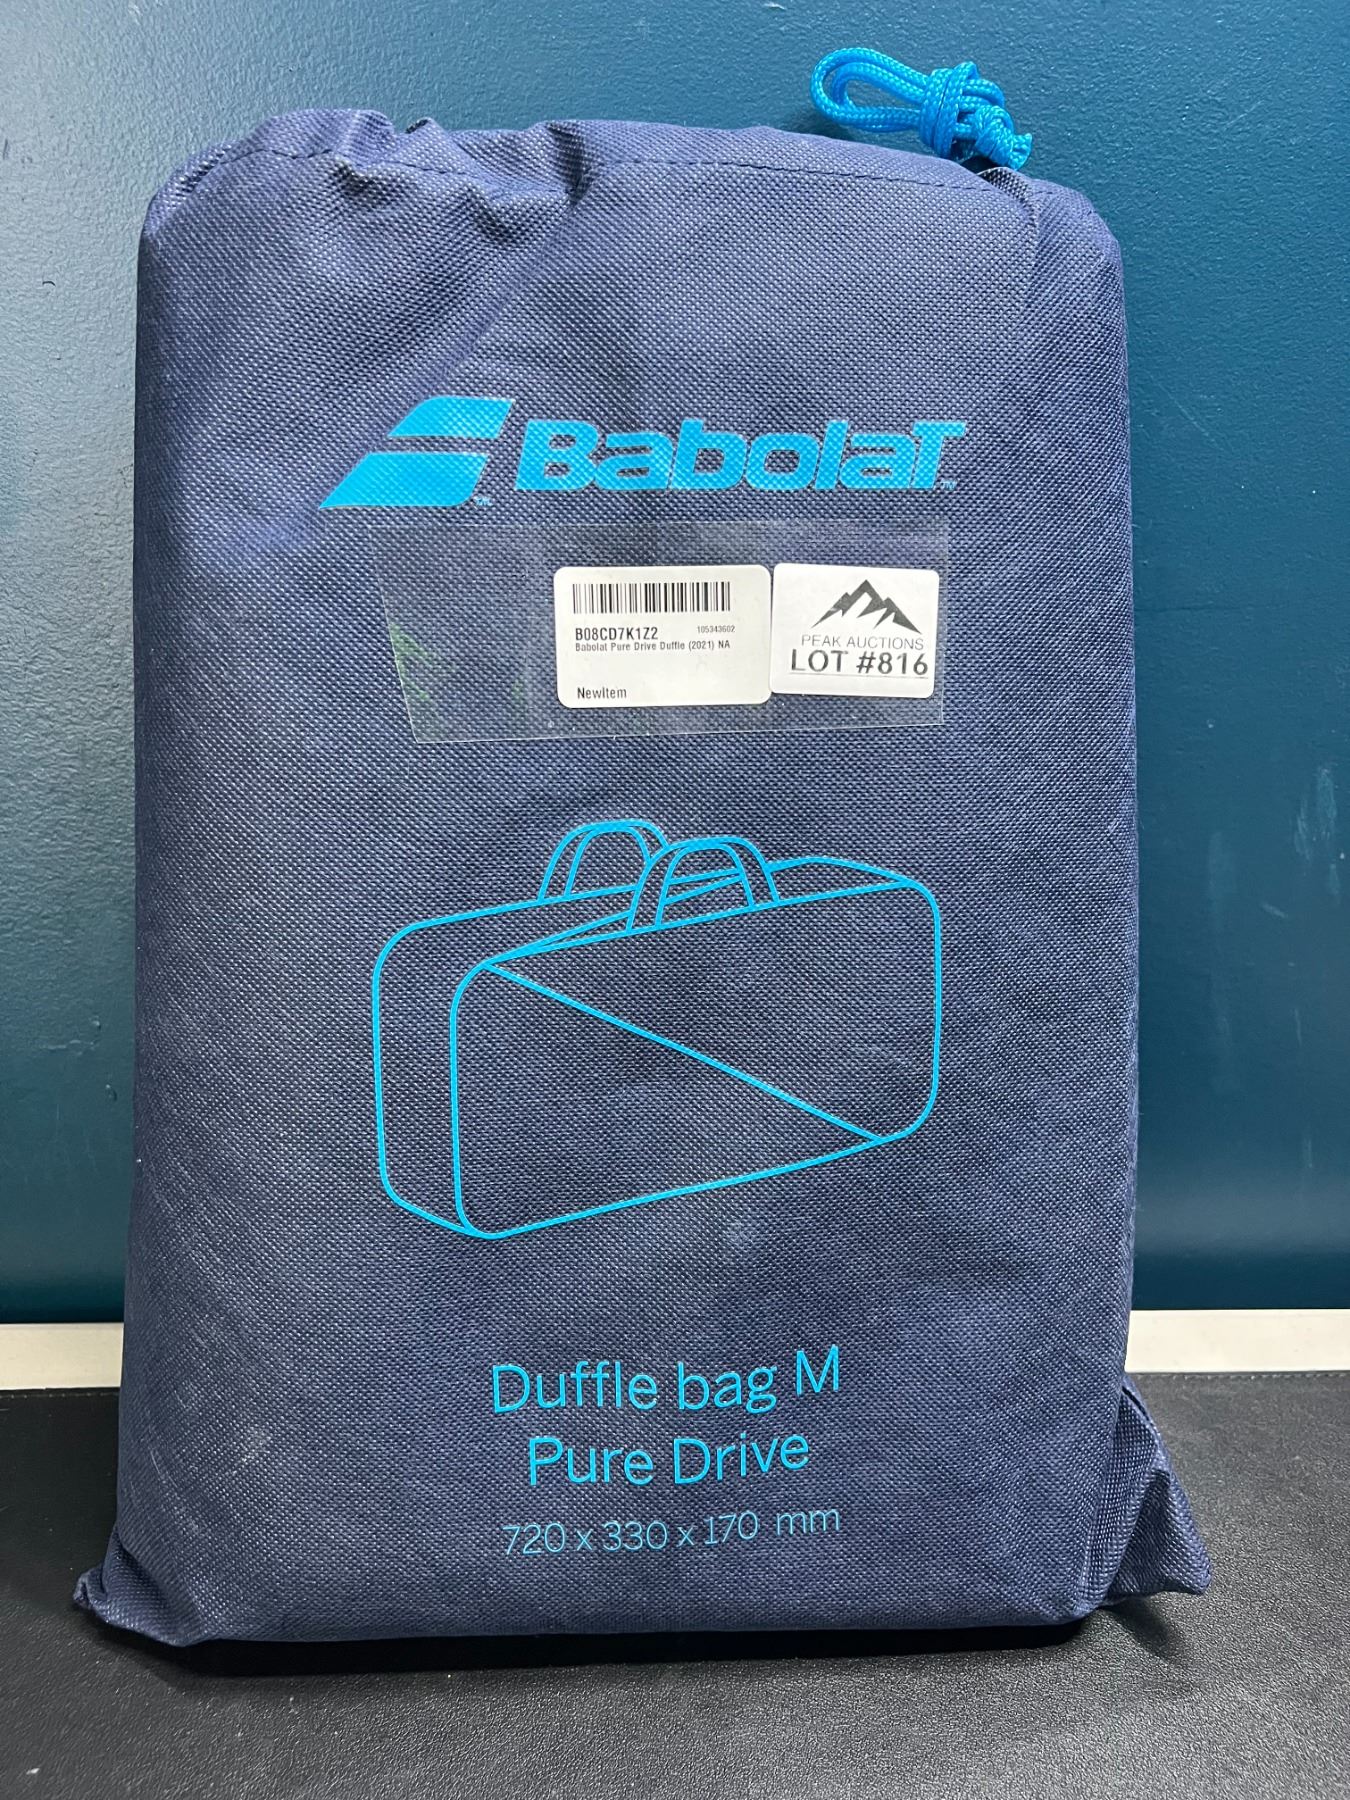 BabolaT™
B08CD7K1Z2 105343602
Babolat Pure Drive Duffle (2021) NA
NewItem
PEAK AUCTIONS
LOT #816
Duffle bag M
Pure Drive
720 x 330 x 170 mm